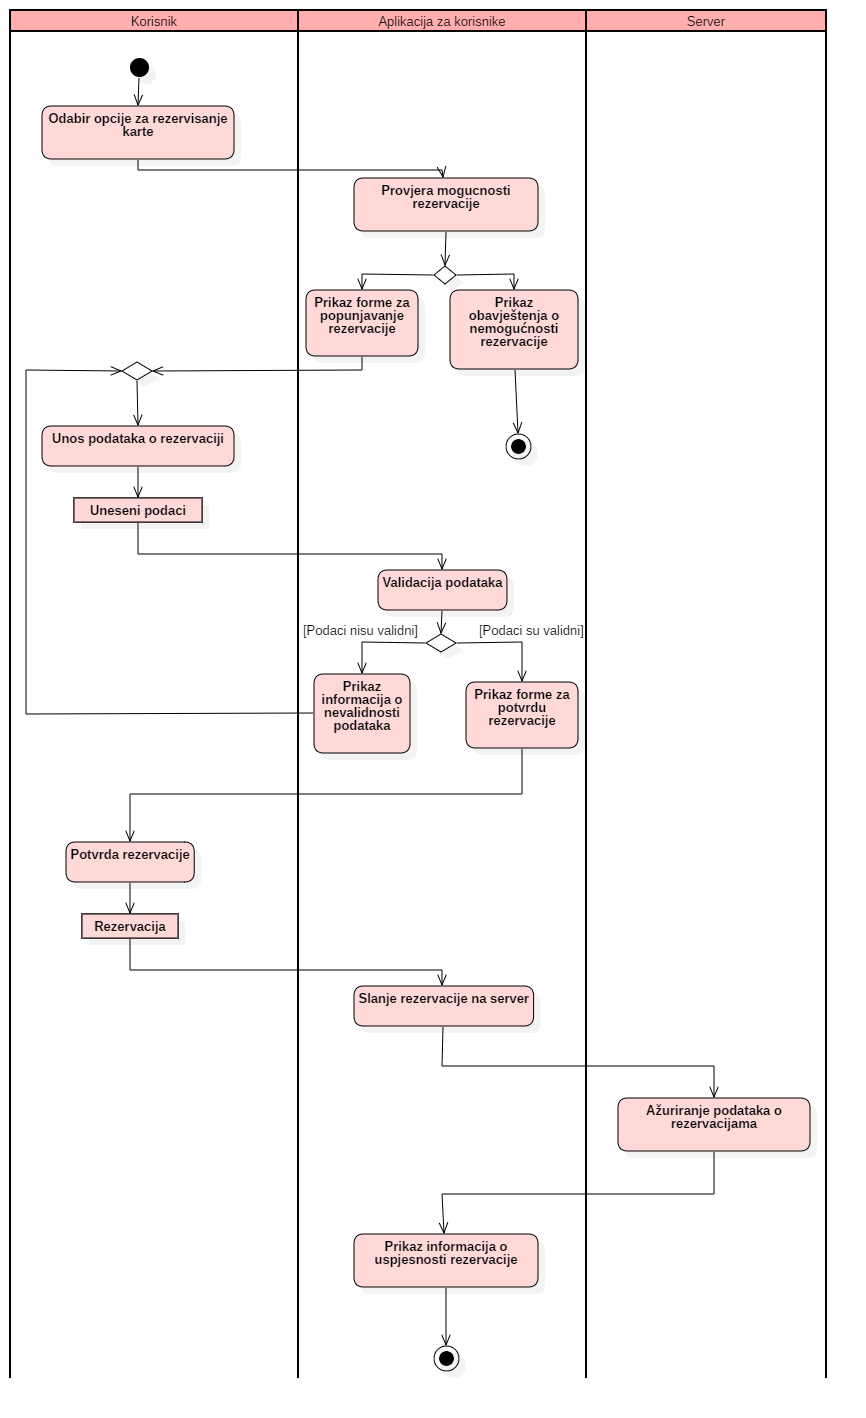 Korisnik
Aplikacija za korisnike
Server
Odabir opcije za rezervisanje
karte
Provjera mogucnosti
rezervacije
Prikaz forme za
popunjavanje
rezervacije
Prikaz
obavještenja o
nemogućnosti
rezervacije
Unos podataka o rezervaciji
Uneseni podaci
Validacija podataka
[Podaci nisu validni]
[Podaci su validni]
Prikaz
informacija o
nevalidnosti
podataka
Prikaz forme za
potvrdu
rezervacije
Potvrda rezervacije
Rezervacija
Slanje rezervacije na server
Ažuriranje podataka o
rezervacijama
Prikaz informacija o
uspjesnosti rezervacije